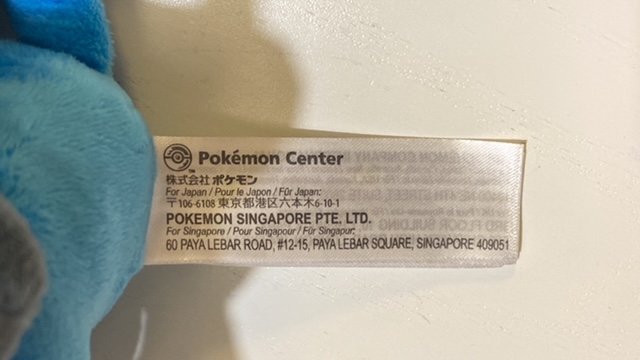 Pokémon Center
株式会社 ポケモン
For Japan / Pour le Japon / Für Japan:
〒106-6108 東京都港区六本木6-10-1
POKEMON SINGAPORE PTE. LTD.
For Singapore / Pour Singapour / Für Singapur:
60 PAYA LEBAR ROAD, #12-15, PAYA LEBAR SQUARE, SINGAPORE 409051